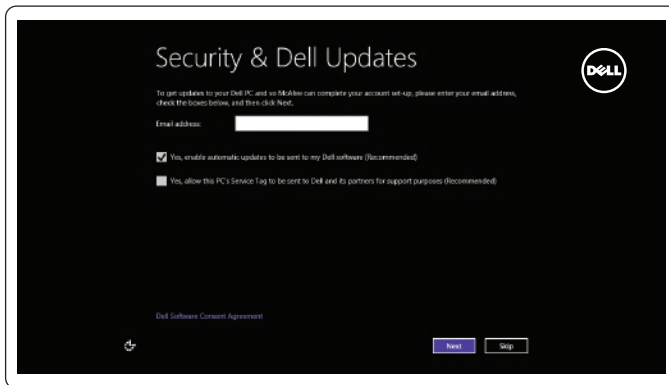 Security & Dell Updates
DELL
To get updates to your Dell PC and so McAfee can complete your account set-up, please enter your email address,
check the boxes below, and then click Next.
Email address:
Yes, enable automatic updates to be sent to my Dell software (Recommended)
Yes, allow this PC's Service Tag to be sent to Dell and its partners for support purposes (Recommended)
Dell Software Consent Agreement
Next
Skip